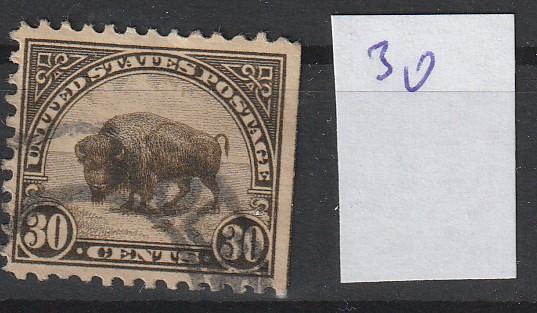 UNITED STATES POSTAGE
30 CENTS 30
30